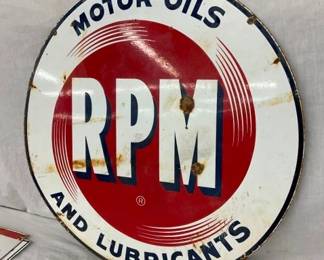 MOTOR OILS
RPM
®
AND LUBRICANTS